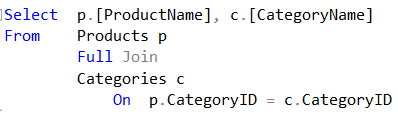 Select p.[ProductName], c.[CategoryName]
From Products p
Full Join
Categories c
On p.CategoryID = c.CategoryID